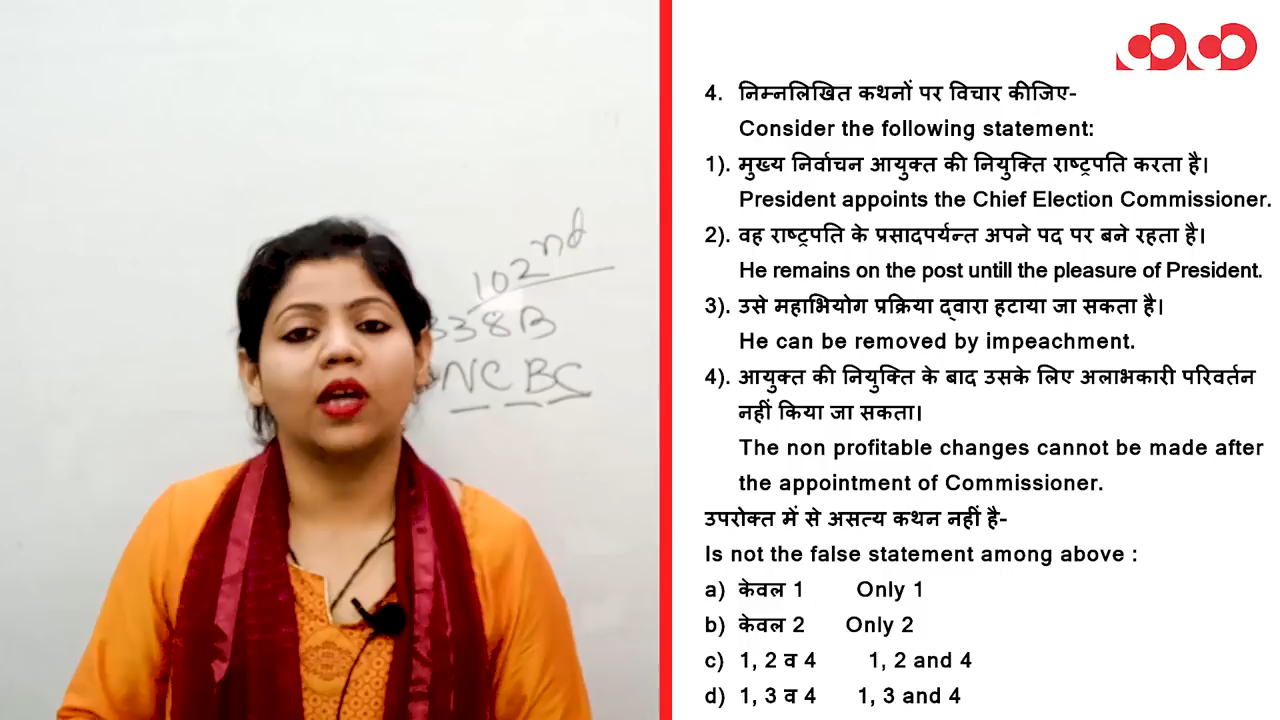 102nd
338B
NCBC
4. निम्नलिखित कथनों पर विचार कीजिए-
Consider the following statement:
1). मुख्य निर्वाचन आयुक्त की नियुक्ति राष्ट्रपति करता है।
President appoints the Chief Election Commissioner.
2). वह राष्ट्रपति के प्रसादपर्यन्त अपने पद पर बने रहता है।
He remains on the post untill the pleasure of President.
3). उसे महाभियोग प्रक्रिया द्वारा हटाया जा सकता है।
He can be removed by impeachment.
4). आयुक्त की नियुक्ति के बाद उसके लिए अलाभकारी परिवर्तन
नहीं किया जा सकता।
The non profitable changes cannot be made after
the appointment of Commissioner.
उपरोक्त में से असत्य कथन नहीं है-
Is not the false statement among above :
a) केवल 1 Only 1
b) केवल 2 Only 2
c) 1, 2 व 4 1, 2 and 4
d) 1, 3 व 4 1, 3 and 4